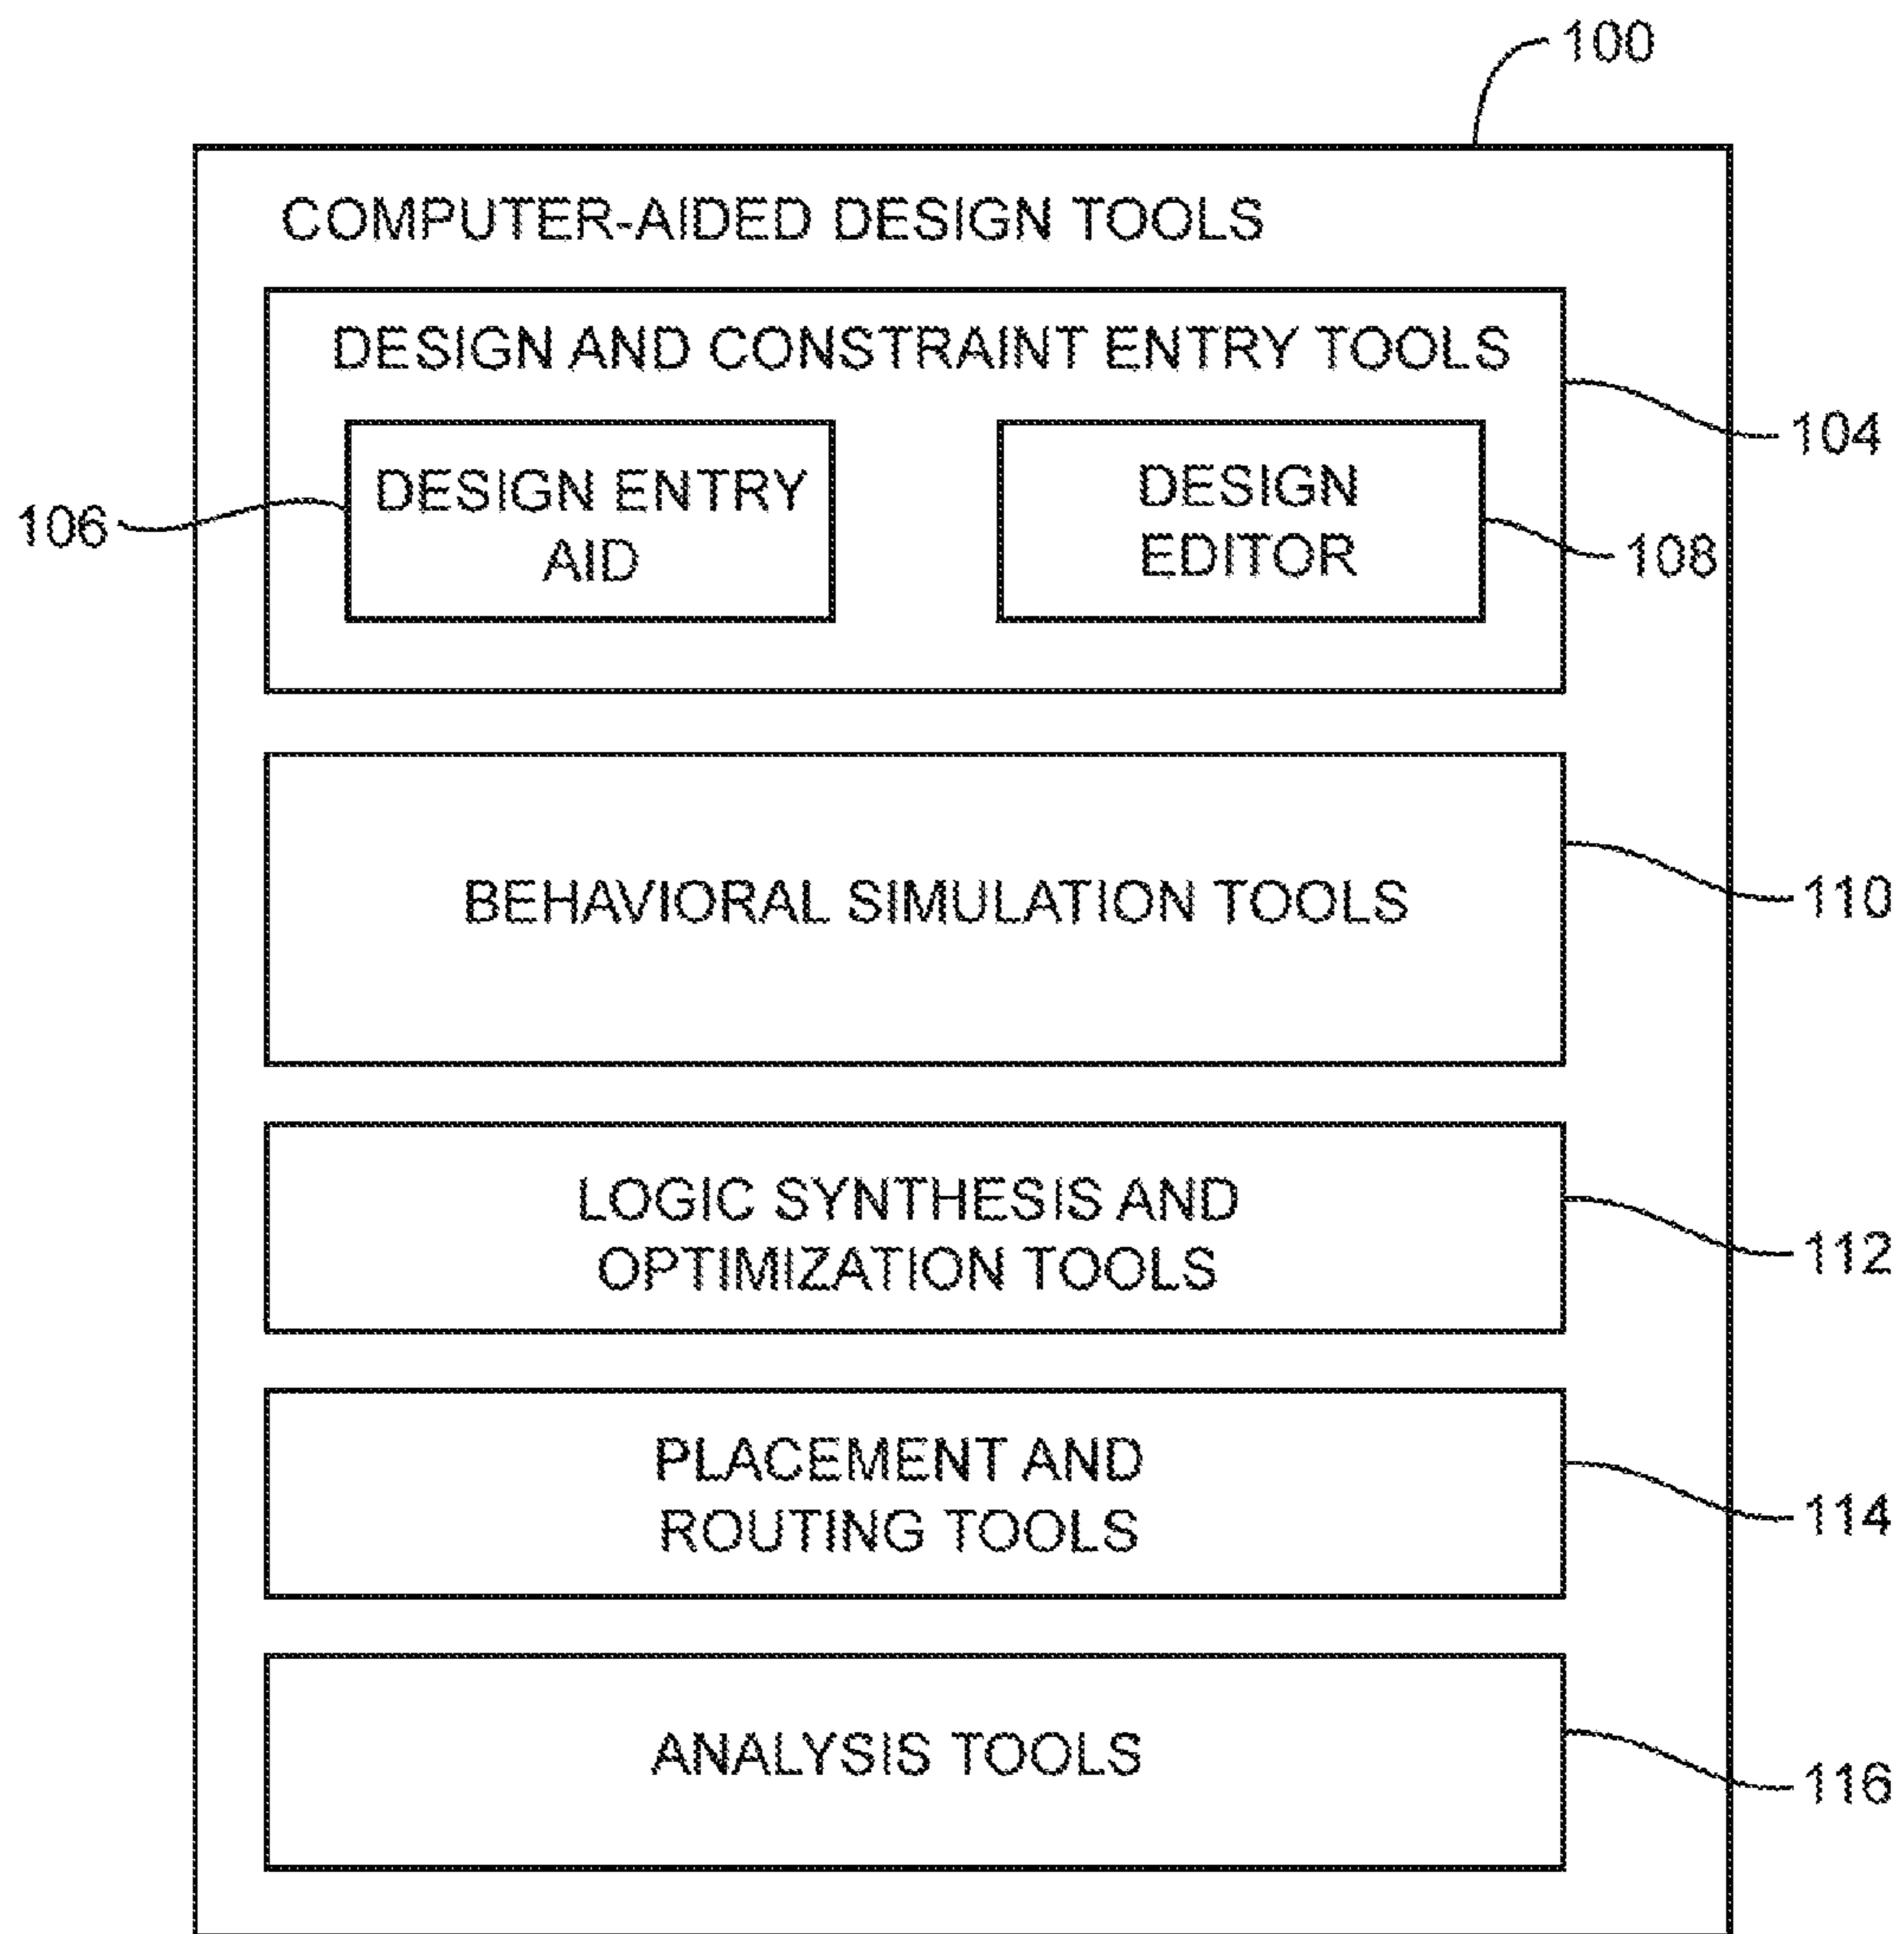 100
COMPUTER-AIDED DESIGN TOOLS
DESIGN AND CONSTRAINT ENTRY TOOLS
104
106
DESIGN ENTRY
AID
DESIGN
EDITOR
108
BEHAVIORAL SIMULATION TOOLS
110
LOGIC SYNTHESIS AND
OPTIMIZATION TOOLS
112
PLACEMENT AND
ROUTING TOOLS
114
ANALYSIS TOOLS
116